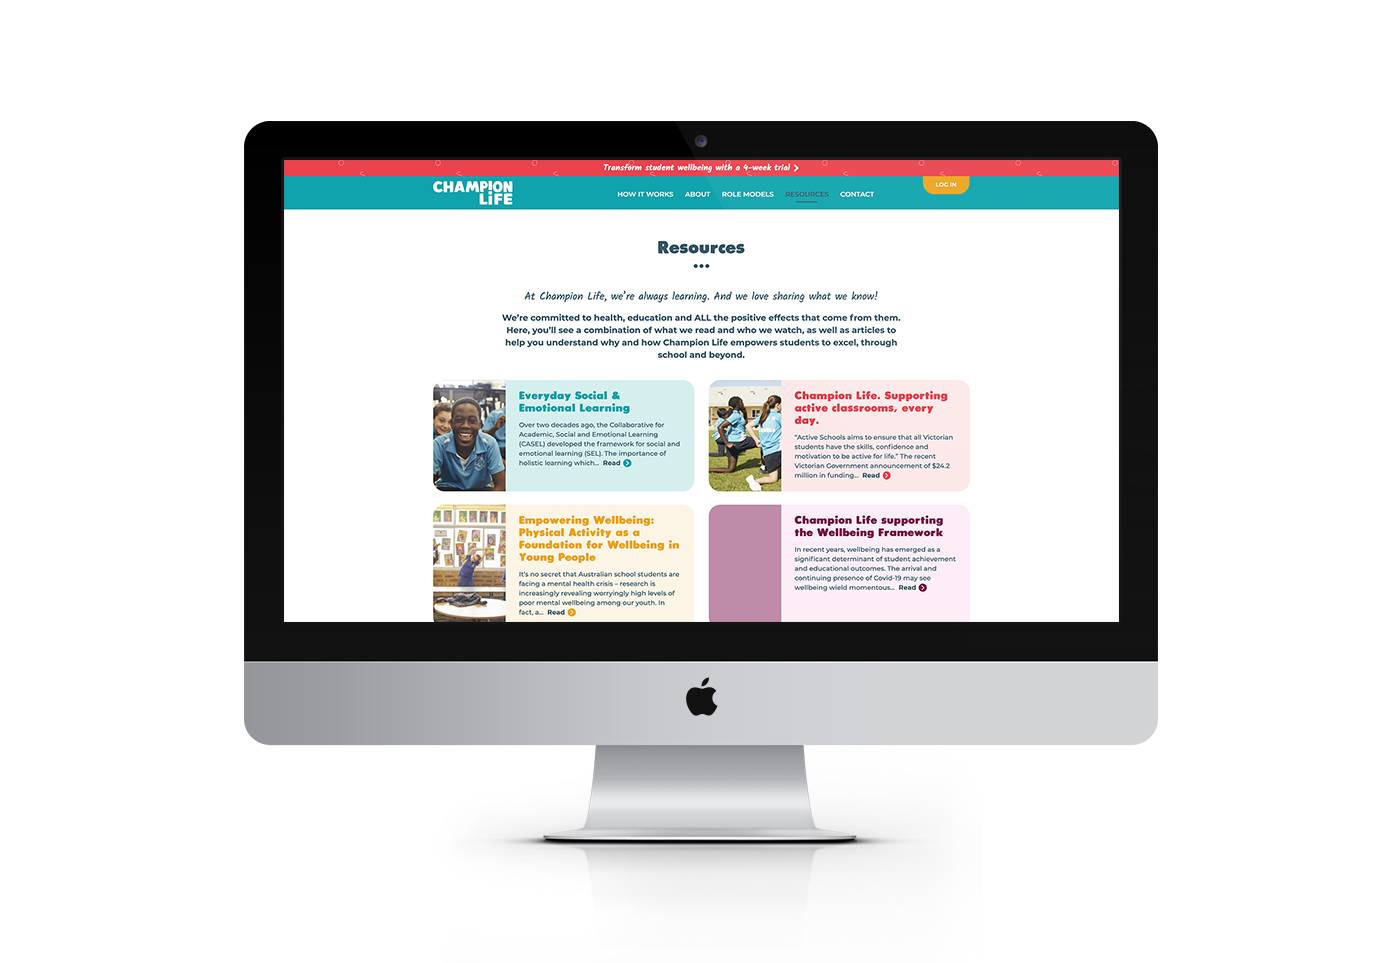 Transform student wellbeing with a 4-week trial
CHAMPION
LiFE
HOW IT WORKS ABOUT ROLE MODELS RESOURCES CONTACT
LOG IN
Resources
At Champion Life, we're always learning. And we love sharing what we know!
We're committed to health, education and ALL the positive effects that come from them.
Here, you'll see a combination of what we read and who we watch, as well as articles to
help you understand why and how Champion Life empowers students to excel, through
school and beyond.
Everyday Social &
Emotional Learning
Over two decades ago, the Collaborative for
Academic, Social and Emotional Learning
(CASEL) developed the framework for social and
emotional learning (SEL). The importance of
holistic learning which... Read
Champion Life. Supporting
active classrooms, every
day.
"Active Schools aims to ensure that all Victorian
students have the skills, confidence and
motivation to be active for life." The recent
Victorian Government announcement of $24.2
million in funding... Read
Empowering Wellbeing:
Physical Activity as a
Foundation for Wellbeing in
Young People
It's no secret that Australian school students are
facing a mental health crisis – research is
increasingly revealing worryingly high levels of
poor mental wellbeing among our youth. In
fact, a... Read
Champion Life supporting
the Wellbeing Framework
In recent years, wellbeing has emerged as a
significant determinant of student achievement
and educational outcomes. The arrival and
continuing presence of Covid-19 may see
wellbeing wield momentous... Read